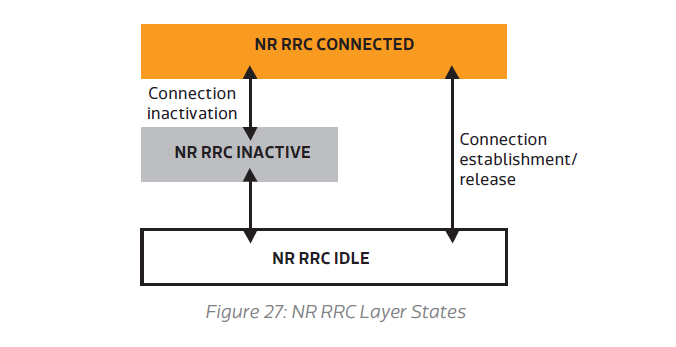 NR RRC CONNECTED
Connection
inactivation
NR RRC INACTIVE
Connection
establishment/
release
NR RRC IDLE
Figure 27: NR RRC Layer States